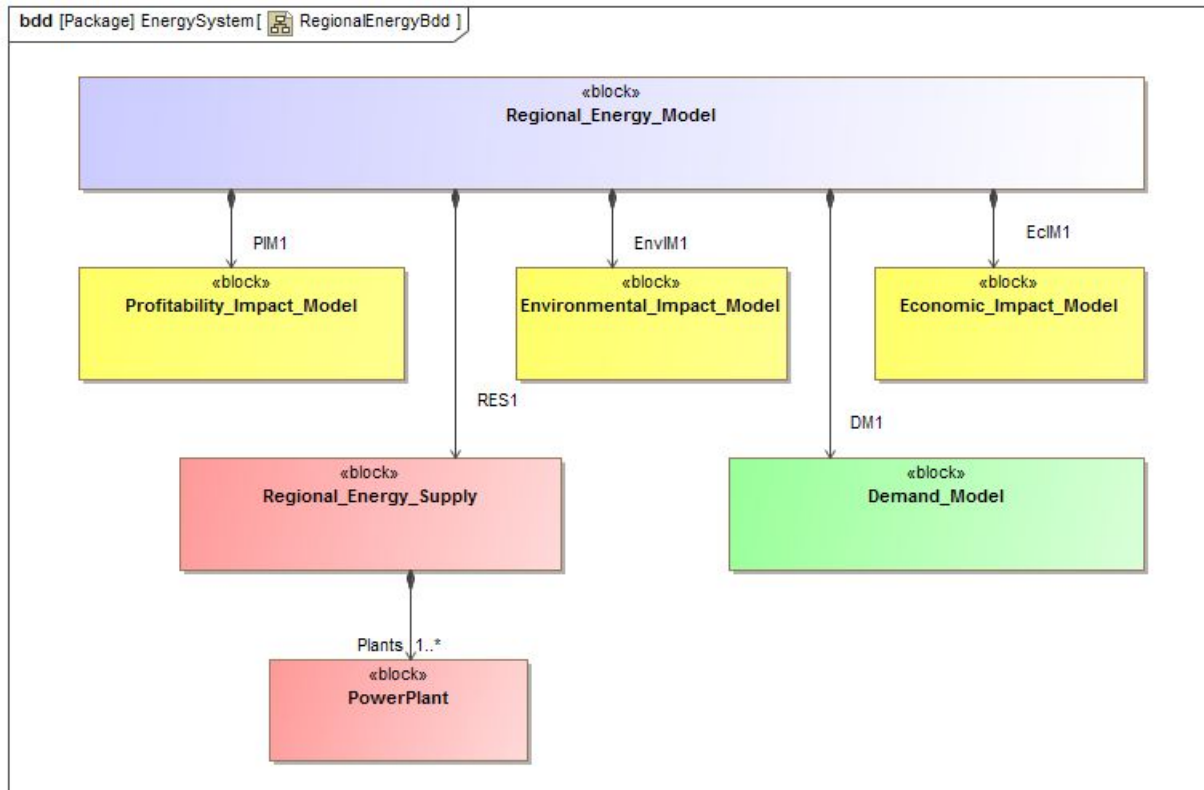 bdd [Package] EnergySystem[ RegionalEnergyBdd ]
«block»
Regional_Energy_Model
PIM1
EnvIM1
EcIM1
«block»
Profitability_Impact_Model
«block»
Environmental_Impact_Model
«block»
Economic_Impact_Model
RES1
DM1
«block»
Regional_Energy_Supply
«block»
Demand_Model
Plants 1..*
«block»
PowerPlant